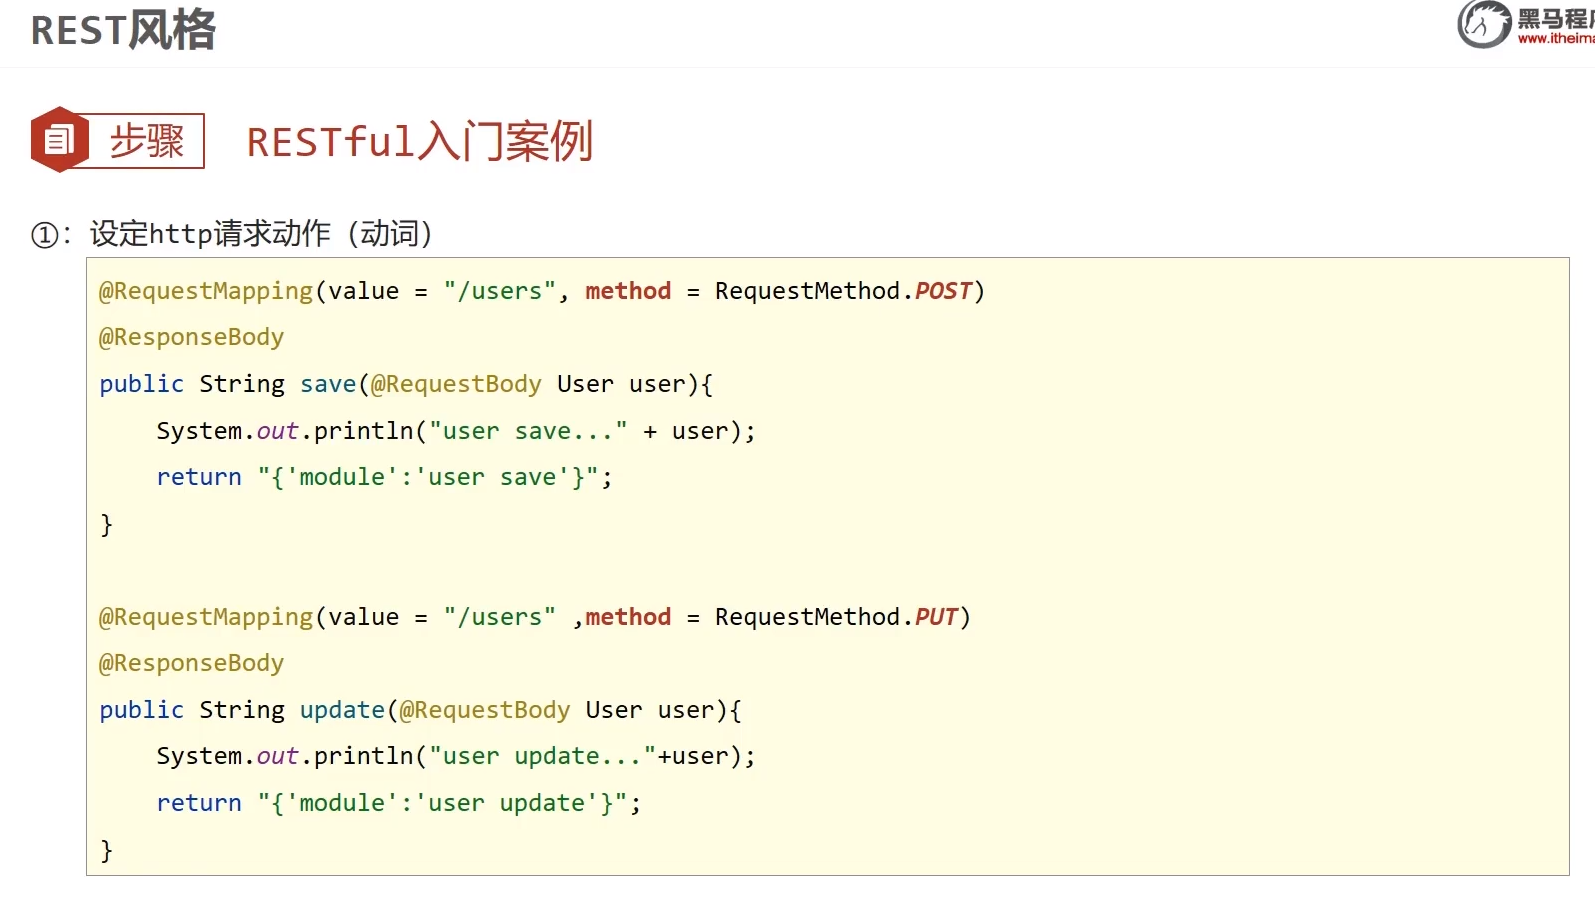 REST风格
黑马程
www.itheima
步骤
RESTful入门案例
①：设定http请求动作（动词）
@RequestMapping(value = "/users", method = RequestMethod.POST)
@ResponseBody
public String save(@RequestBody User user){
    System.out.println("user save..." + user);
    return "{'module':'user save'}";
}
@RequestMapping(value = "/users" ,method = RequestMethod.PUT)
@ResponseBody
public String update(@RequestBody User user){
    System.out.println("user update..."+user);
    return "{'module':'user update'}";
}